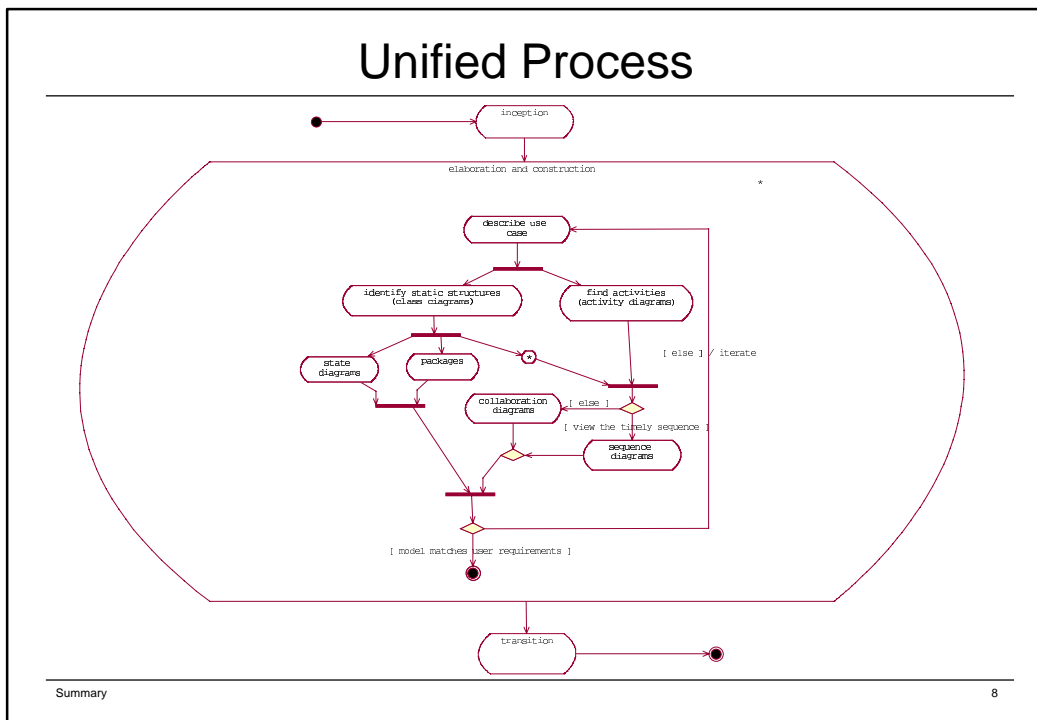 Unified Process
inception
elaboration and construction
*
describe use
case
identify static structures
(class ciagrams)
find activities
(activity diagrams)
[ else ] / iterate
state
diagrams
packages
*
collaboration
diagrams
[ else ]
[ view the timely sequence ]
sequence
diagrams
[ model matches user requirements ]
transition
Summary
8